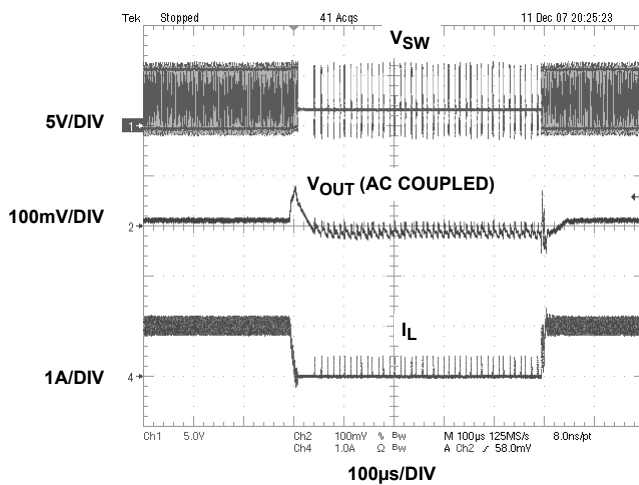 Tek Stopped 41 Acqs 11 Dec 07 20:25:23
VSW
5V/DIV
1
VOUT (AC COUPLED)
100mV/DIV
2
IL
1A/DIV
4
Ch1 5.0V Ch2 100mV % Bw M 100µs 125MS/s 8.0ns/pt
Ch4 1.0A Ω Bw A Ch2 ∫ 58.0mV
100µs/DIV